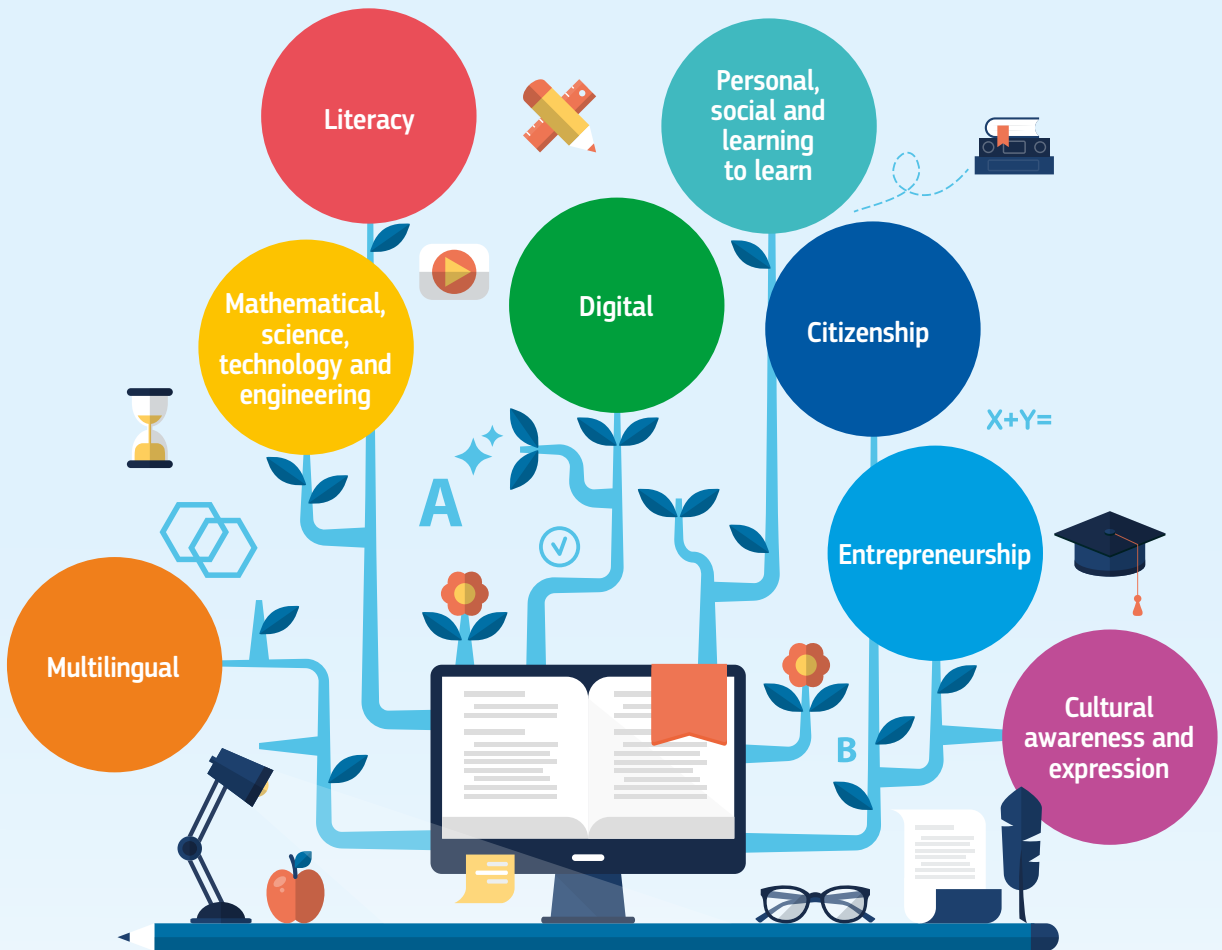 Literacy
Personal,
social and
learning
to learn
Mathematical,
science,
technology and
engineering
Digital
Citizenship
X+Y=
A
Entrepreneurship
Multilingual
Cultural
awareness and
expression
B